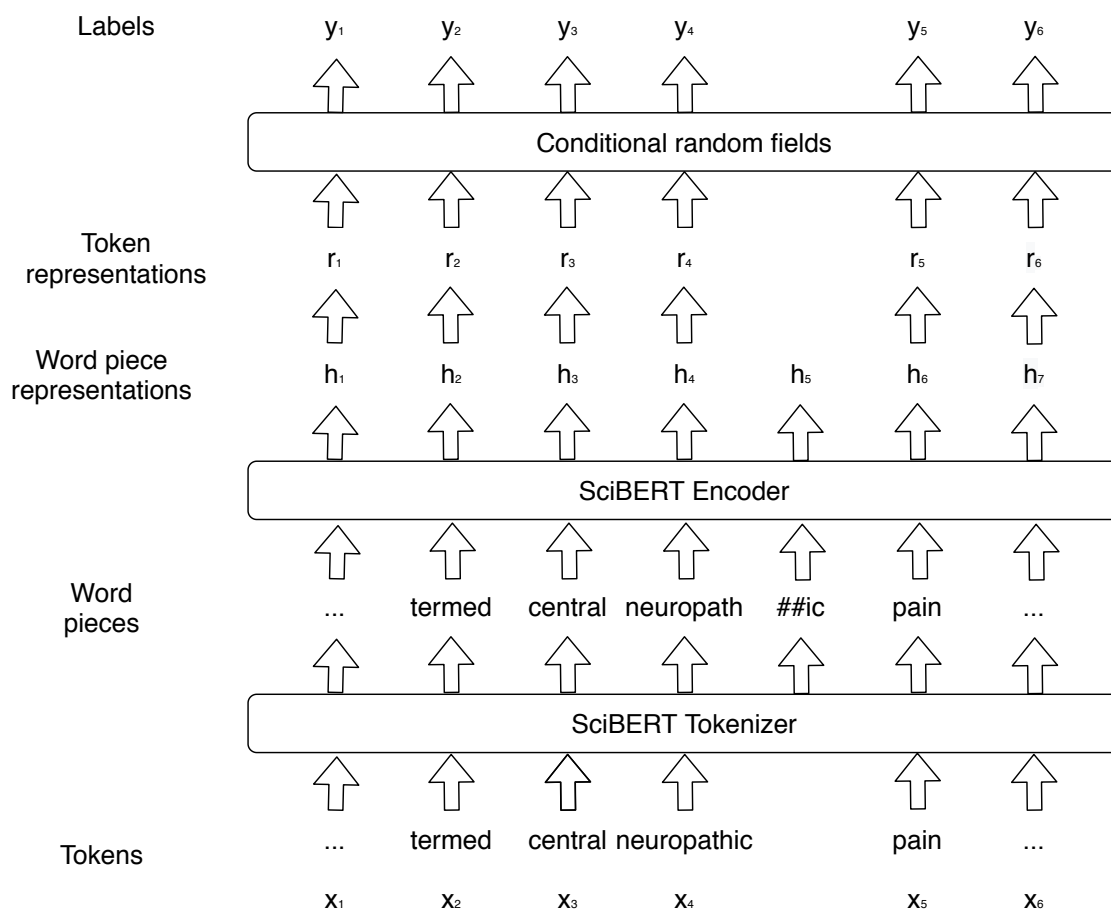 Labels y₁ y₂ y₃ y₄ y₅ y₆
Conditional random fields
Token
representations r₁ r₂ r₃ r₄ r₅ r₆
Word piece
representations h₁ h₂ h₃ h₄ h₅ h₆ h₇
SciBERT Encoder
Word
pieces ... termed central neuropath ##ic pain ...
SciBERT Tokenizer
Tokens ... termed central neuropathic pain ...
x₁ x₂ x₃ x₄ x₅ x₆